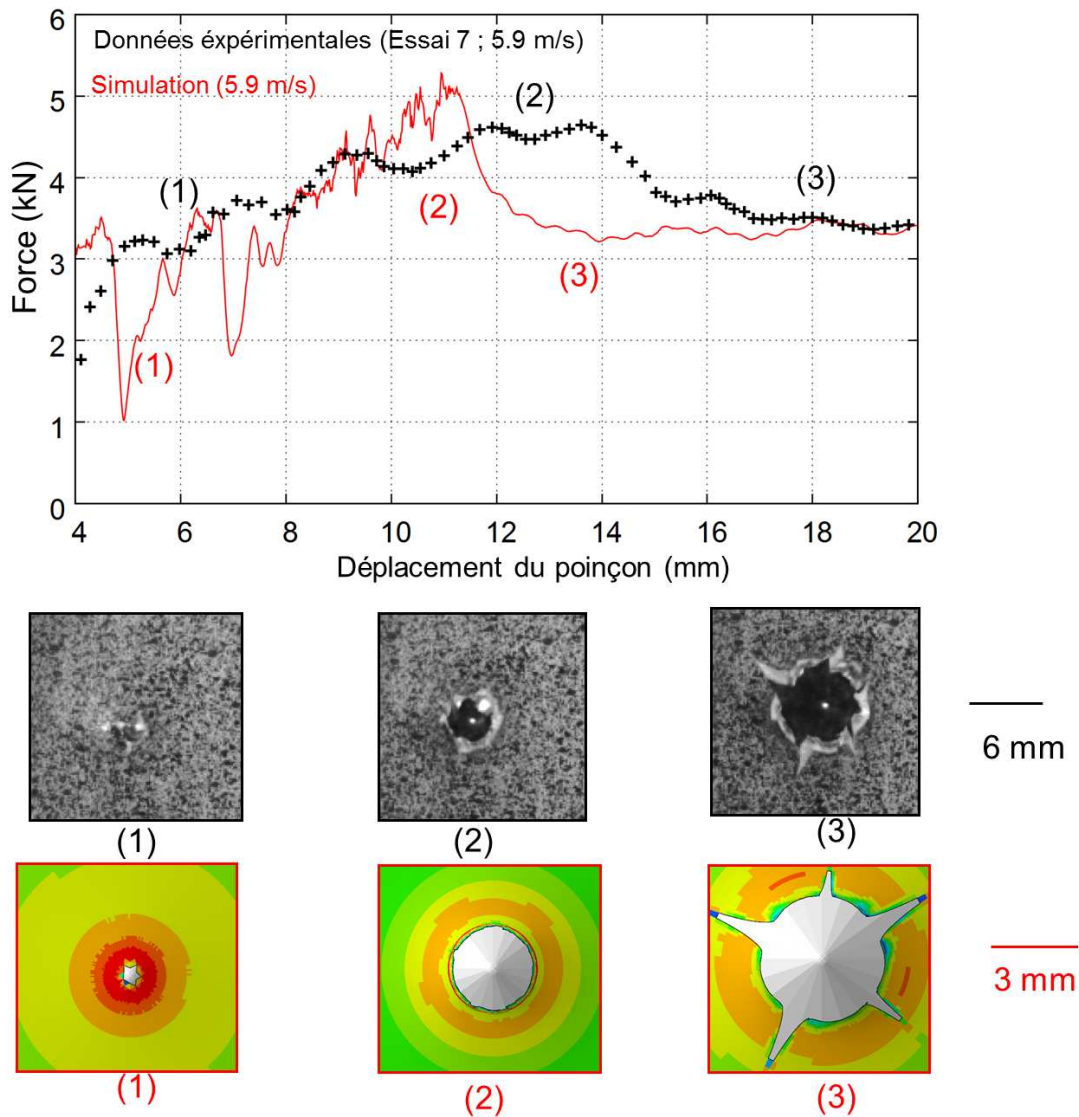 6
Données éxpérimentales (Essai 7 ; 5.9 m/s)
Simulation (5.9 m/s)
5
(2)
4
(1)
(2)
(3)
Force (kN)
3
(3)
2
(1)
1
0
4 6 8 10 12 14 16 18 20
Déplacement du poinçon (mm)
6 mm
(1) (2) (3)
3 mm
(1) (2) (3)